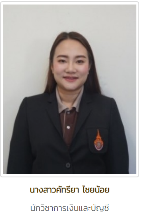 นางสาวศัทรียา ไชยน้อย
นักวิชาการเงินและบัญชี